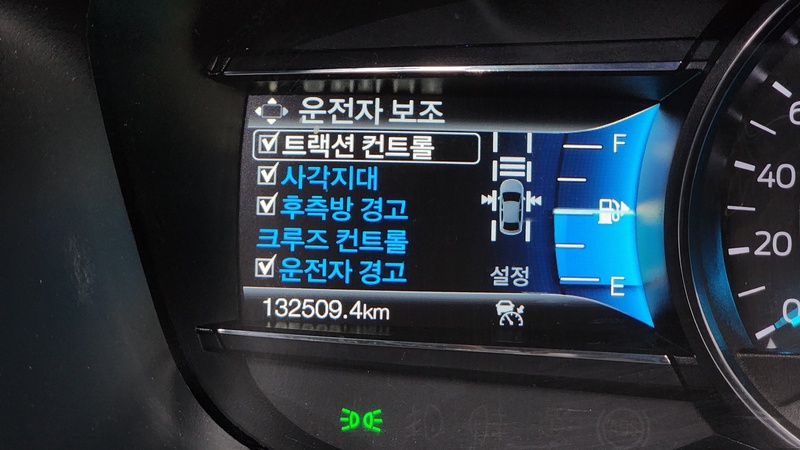 운전자 보조
트랙션 컨트롤
사각지대
후측방 경고
크루즈 컨트롤
운전자 경고
설정
132509.4km
F
E
40
20
0